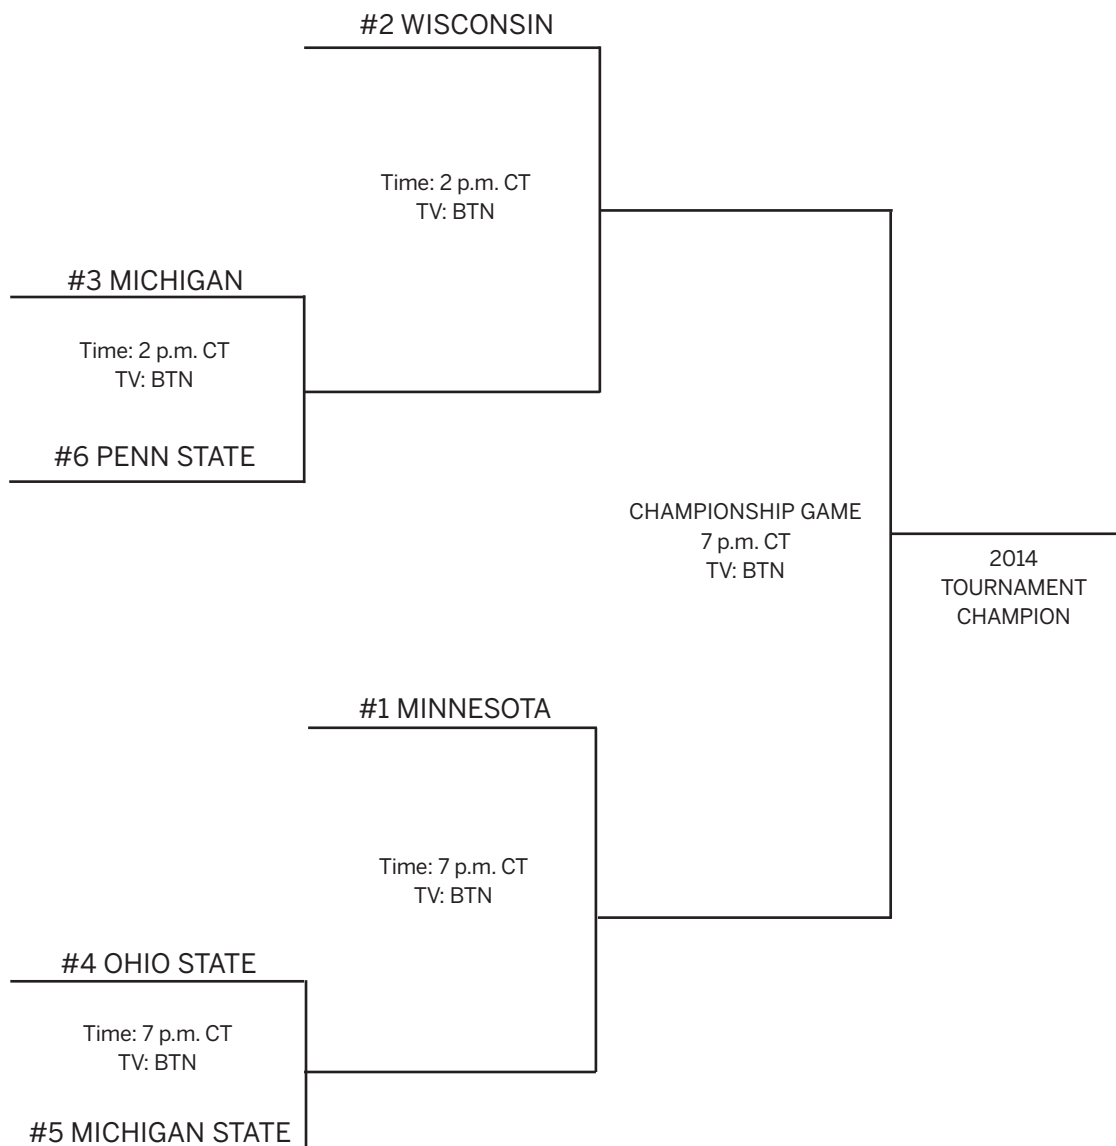 #2 WISCONSIN
Time: 2 p.m. CT
TV: BTN
#3 MICHIGAN
Time: 2 p.m. CT
TV: BTN
#6 PENN STATE
CHAMPIONSHIP GAME
7 p.m. CT
TV: BTN
2014
TOURNAMENT
CHAMPION
#1 MINNESOTA
Time: 7 p.m. CT
TV: BTN
#4 OHIO STATE
Time: 7 p.m. CT
TV: BTN
#5 MICHIGAN STATE